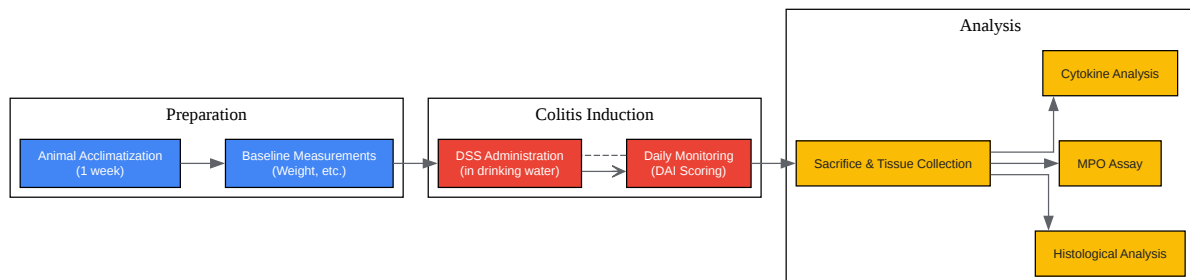 Preparation
Animal Acclimatization
(1 week)
Baseline Measurements
(Weight, etc.)
Colitis Induction
DSS Administration
(in drinking water)
Daily Monitoring
(DAI Scoring)
Analysis
Sacrifice & Tissue Collection
Cytokine Analysis
MPO Assay
Histological Analysis